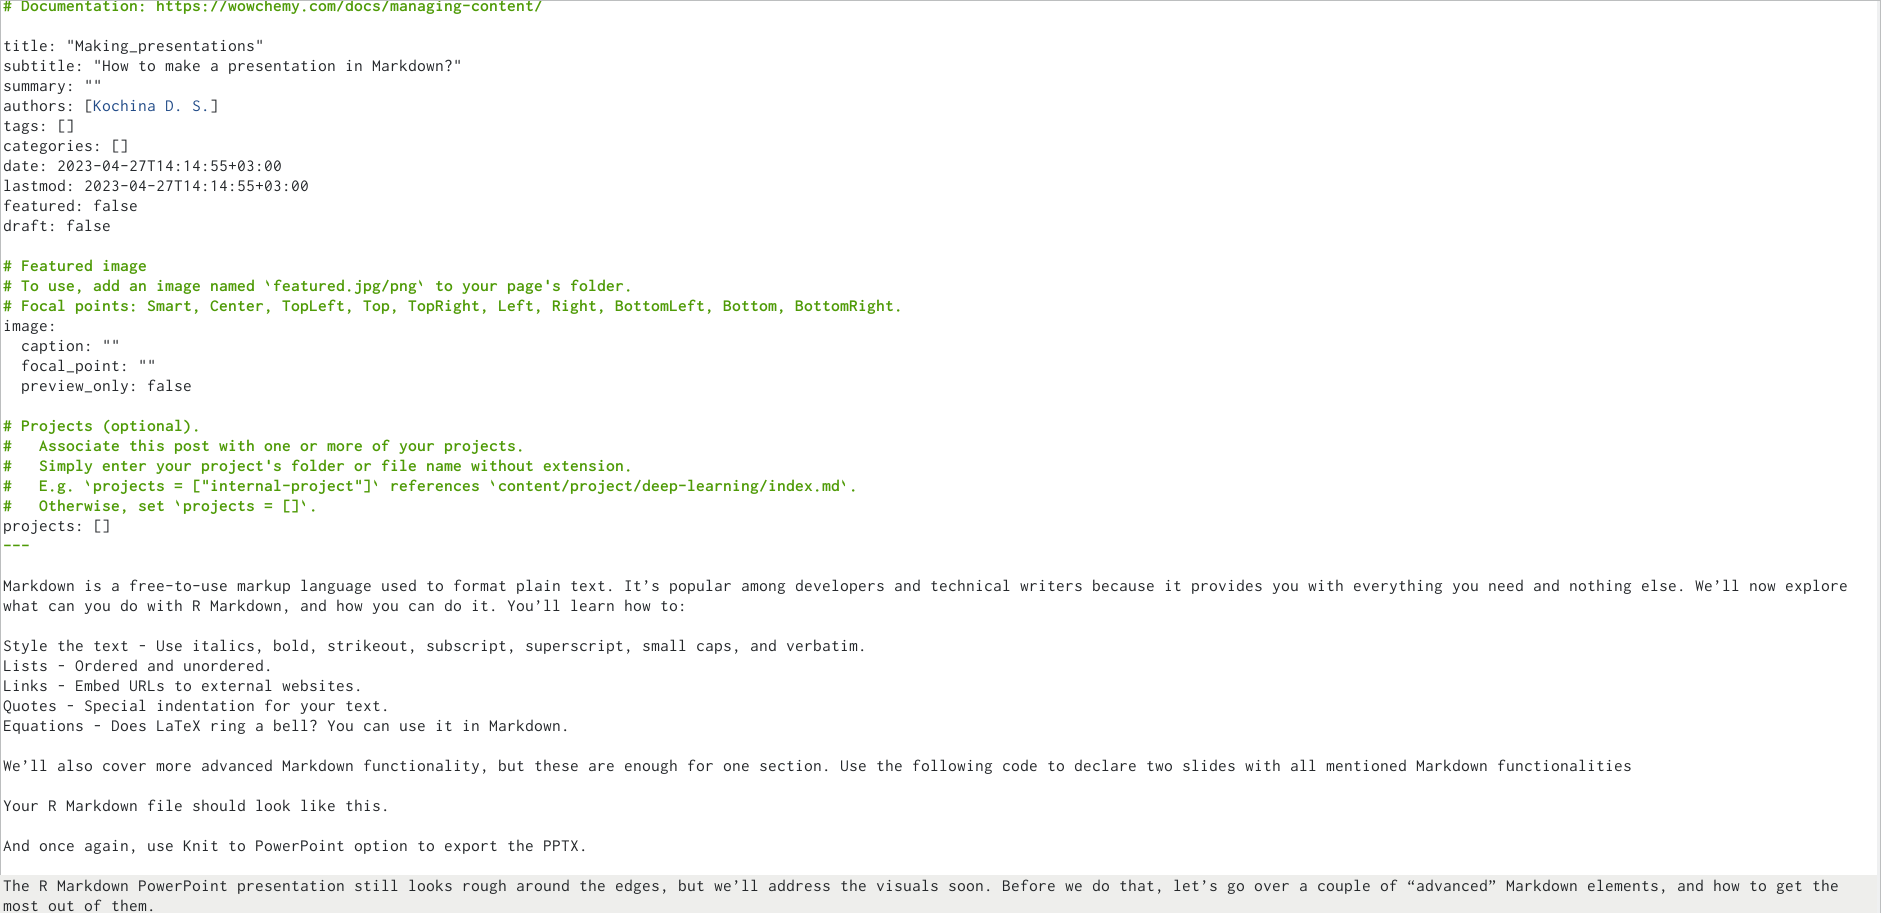 # Documentation: https://wowchemy.com/docs/managing-content/
title: "Making_presentations"
subtitle: "How to make a presentation in Markdown?"
summary: ""
authors: [Kochina D. S.]
tags: []
categories: []
date: 2023-04-27T14:14:55+03:00
lastmod: 2023-04-27T14:14:55+03:00
featured: false
draft: false
# Featured image
# To use, add an image named `featured.jpg/png` to your page's folder.
# Focal points: Smart, Center, TopLeft, Top, TopRight, Left, Right, BottomLeft, Bottom, BottomRight.
image:
  caption: ""
  focal_point: ""
  preview_only: false
# Projects (optional).
#   Associate this post with one or more of your projects.
#   Simply enter your project's folder or file name without extension.
#   E.g. `projects = ["internal-project"]` references `content/project/deep-learning/index.md`.
#   Otherwise, set `projects = []`.
projects: []
---
Markdown is a free-to-use markup language used to format plain text. It’s popular among developers and technical writers because it provides you with everything you need and nothing else. We’ll now explore
what can you do with R Markdown, and how you can do it. You’ll learn how to:
Style the text - Use italics, bold, strikeout, subscript, superscript, small caps, and verbatim.
Lists - Ordered and unordered.
Links - Embed URLs to external websites.
Quotes - Special indentation for your text.
Equations - Does LaTeX ring a bell? You can use it in Markdown.
We’ll also cover more advanced Markdown functionality, but these are enough for one section. Use the following code to declare two slides with all mentioned Markdown functionalities
Your R Markdown file should look like this.
And once again, use Knit to PowerPoint option to export the PPTX.
The R Markdown PowerPoint presentation still looks rough around the edges, but we’ll address the visuals soon. Before we do that, let’s go over a couple of “advanced” Markdown elements, and how to get the
most out of them.